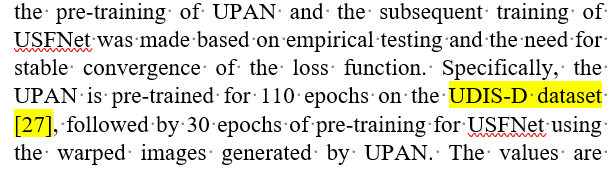 the pre-training of UPAN and the subsequent training of
USFNet was made based on empirical testing and the need for
stable convergence of the loss function. Specifically, the
UPAN is pre-trained for 110 epochs on the UDIS-D dataset
[27], followed by 30 epochs of pre-training for USFNet using
the warped images generated by UPAN. The values are